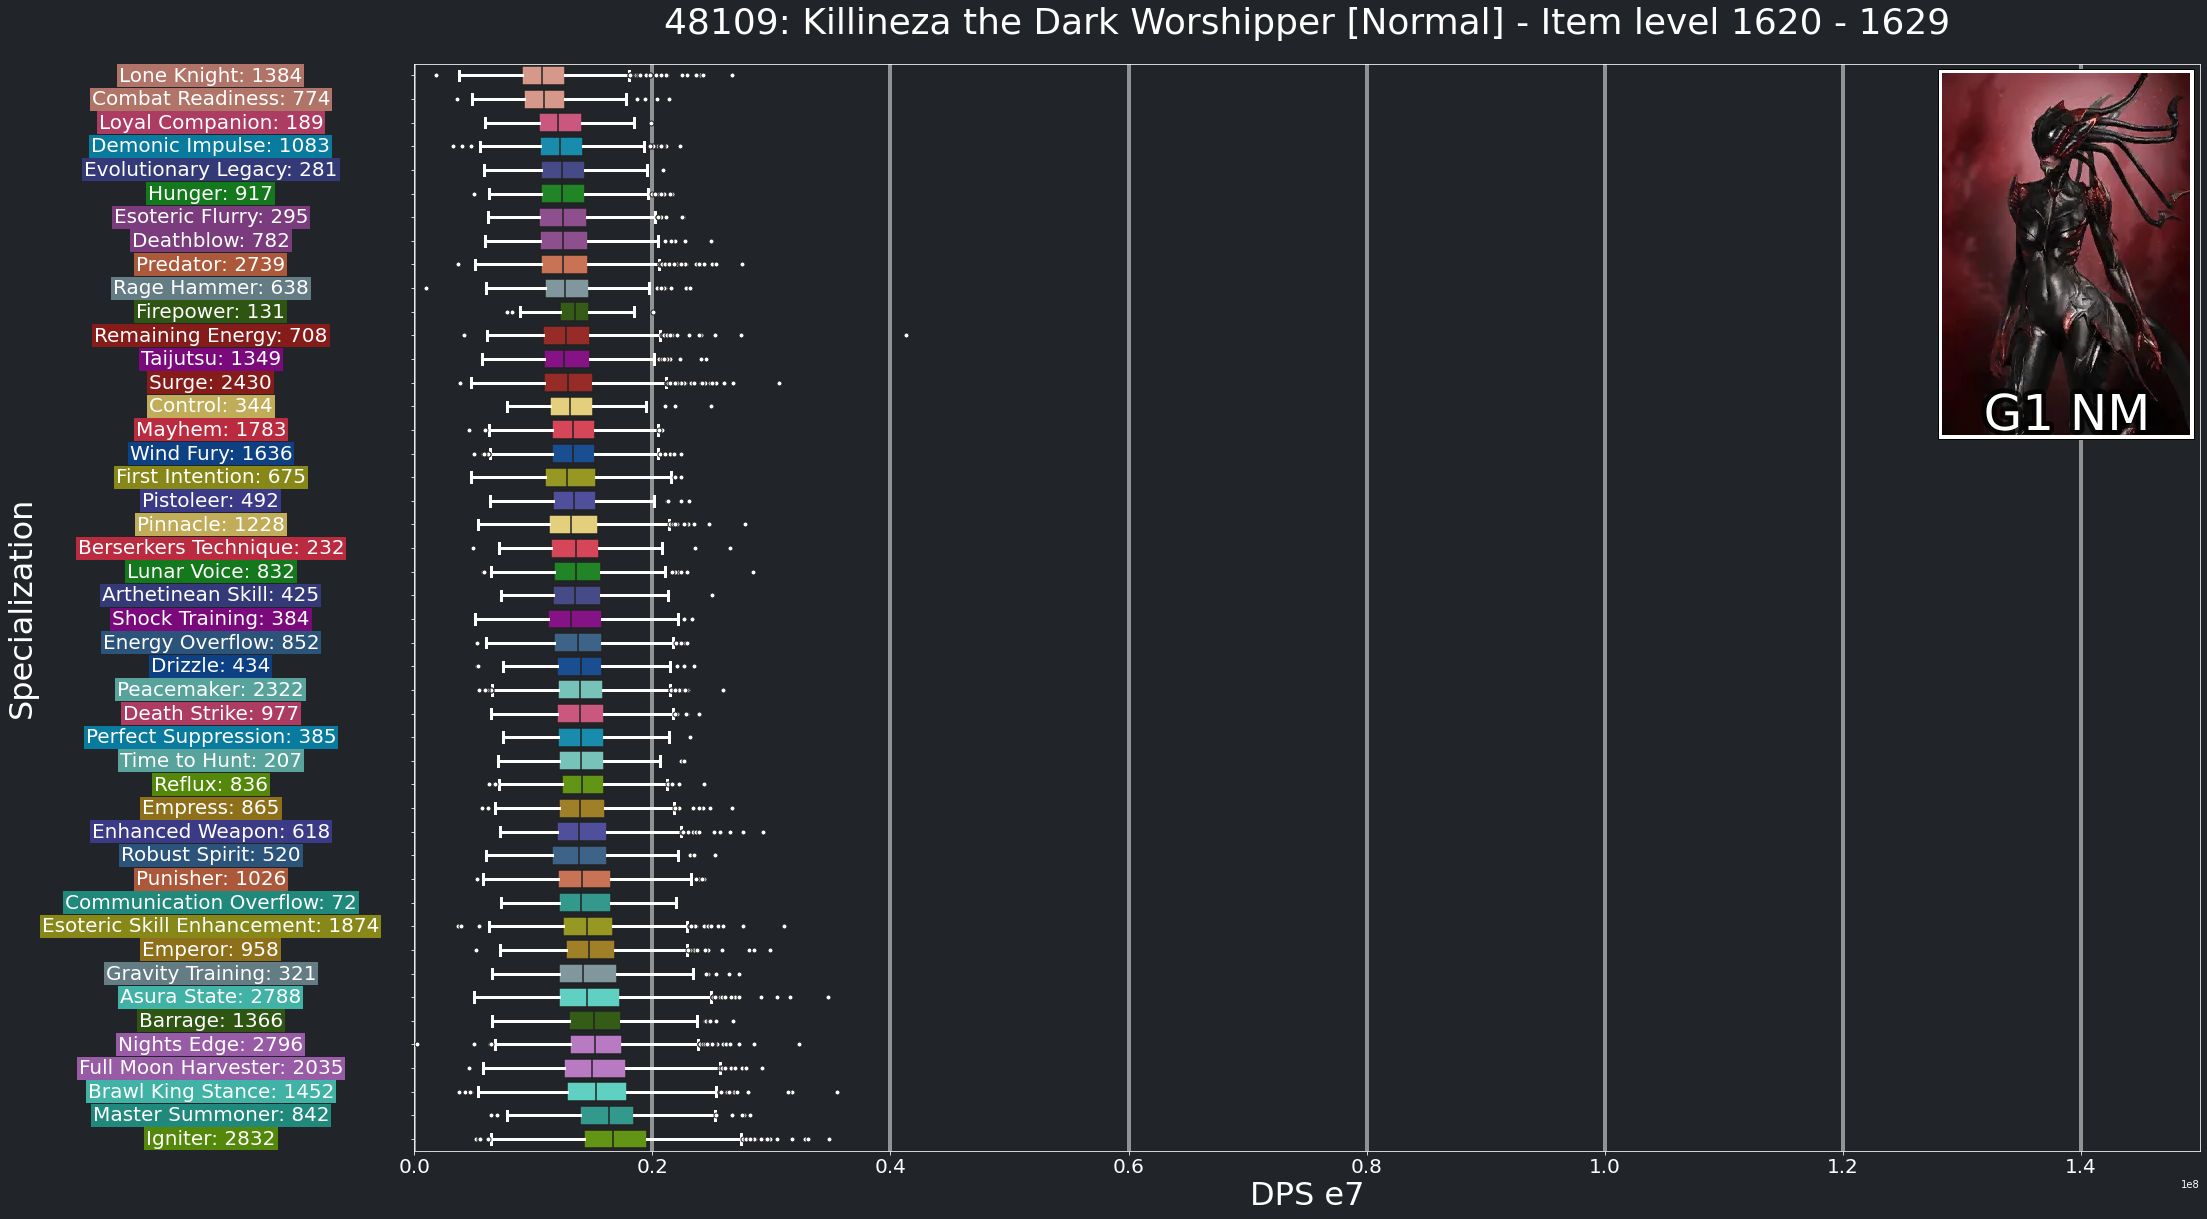 48109: Killineza the Dark Worshipper [Normal] - Item level 1620 - 1629
Lone Knight: 1384
Combat Readiness: 774
Loyal Companion: 189
Demonic Impulse: 1083
Evolutionary Legacy: 281
Hunger: 917
Esoteric Flurry: 295
Deathblow: 782
Predator: 2739
Rage Hammer: 638
Firepower: 131
Remaining Energy: 708
Taijutsu: 1349
Surge: 2430
Control: 344
Mayhem: 1783
Wind Fury: 1636
First Intention: 675
Pistoleer: 492
Pinnacle: 1228
Berserkers Technique: 232
Lunar Voice: 832
Arthetinean Skill: 425
Shock Training: 384
Energy Overflow: 852
Drizzle: 434
Peacemaker: 2322
Death Strike: 977
Perfect Suppression: 385
Time to Hunt: 207
Reflux: 836
Empress: 865
Enhanced Weapon: 618
Robust Spirit: 520
Punisher: 1026
Communication Overflow: 72
Esoteric Skill Enhancement: 1874
Emperor: 958
Gravity Training: 321
Asura State: 2788
Barrage: 1366
Nights Edge: 2796
Full Moon Harvester: 2035
Brawl King Stance: 1452
Master Summoner: 842
Igniter: 2832
Specialization
G1 NM
0.0 0.2 0.4 0.6 0.8 1.0 1.2 1.4
1e8
DPS e7